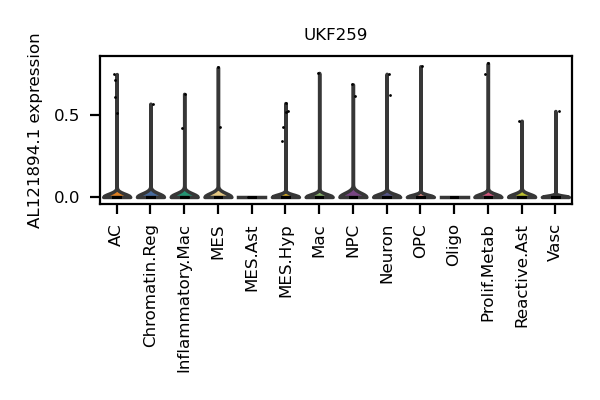 UKF259
AL121894.1 expression
0.5
0.0
AC
Chromatin.Reg
Inflammatory.Mac
MES
MES.Ast
MES.Hyp
Mac
NPC
Neuron
OPC
Oligo
Prolif.Metab
Reactive.Ast
Vasc